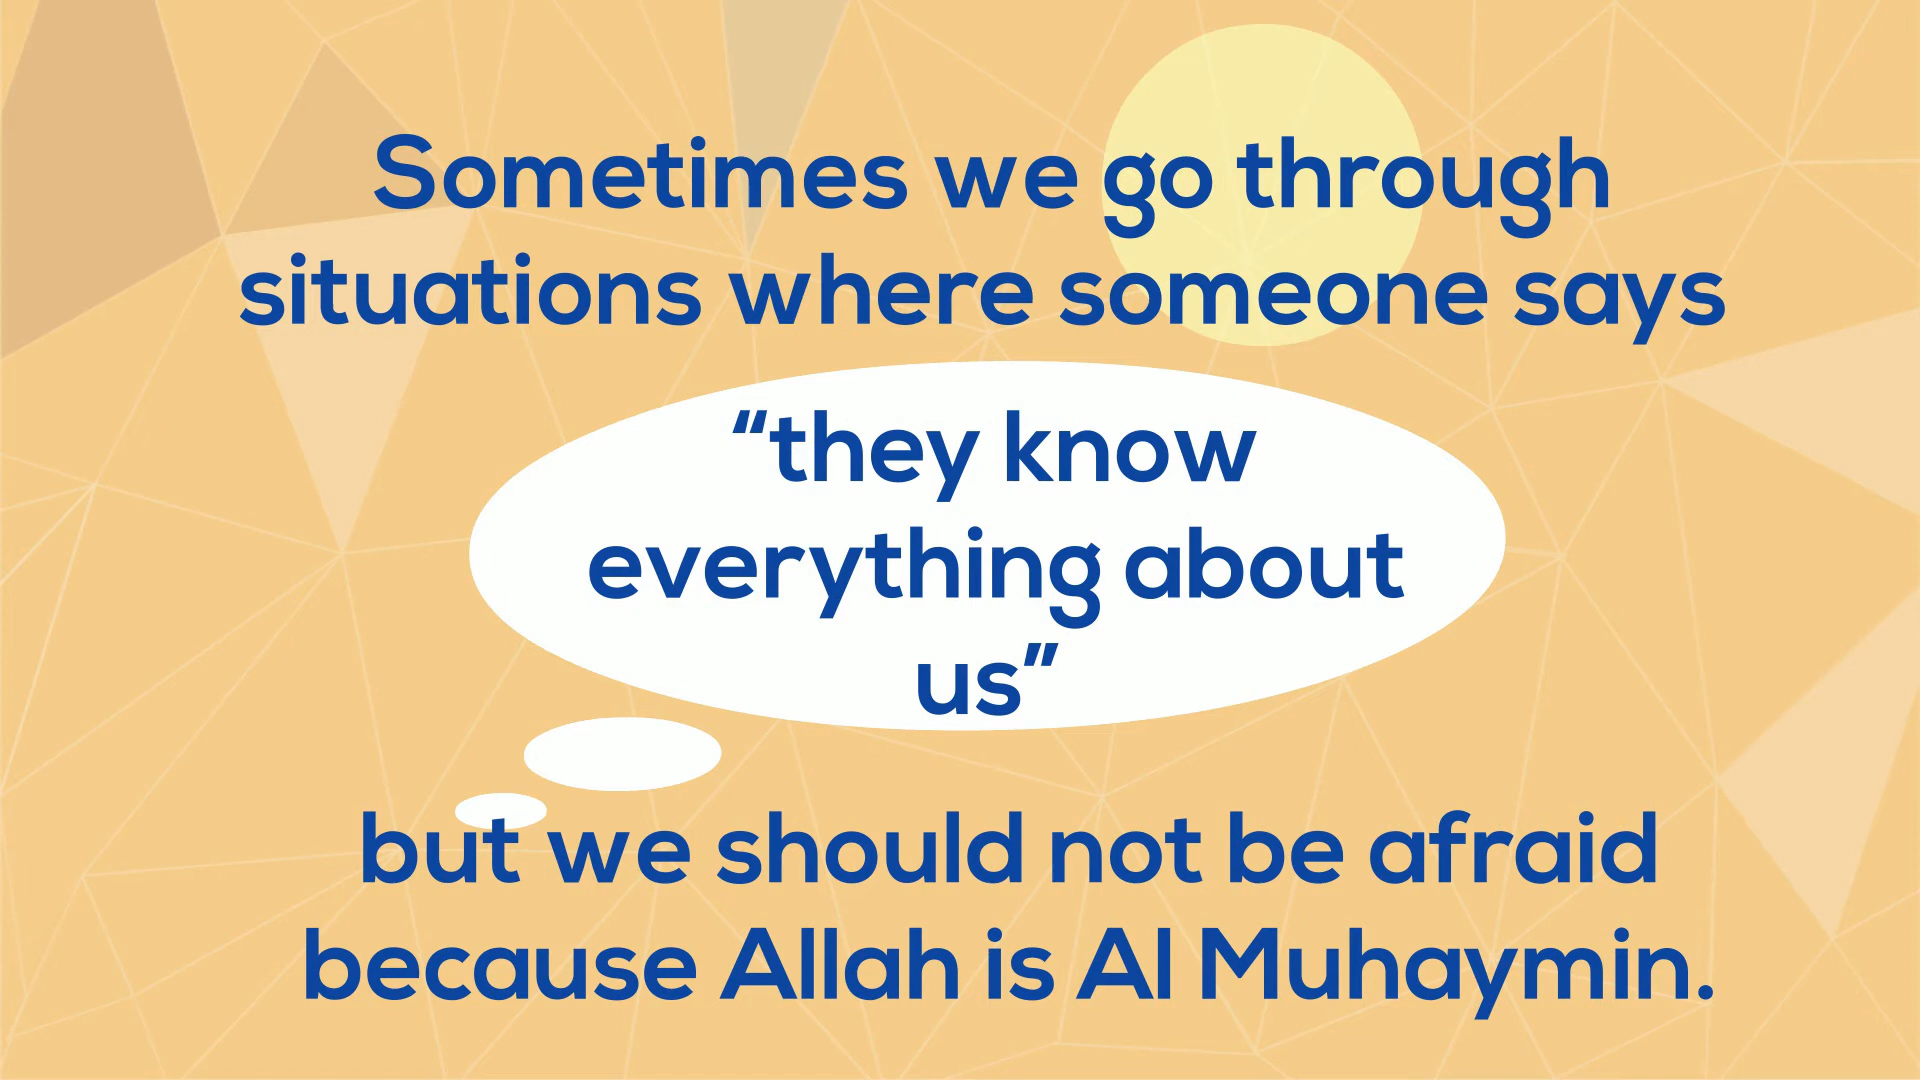 Sometimes we go through
situations where someone says
“they know
everything about
us”
but we should not be afraid
because Allah is Al Muhaymin.